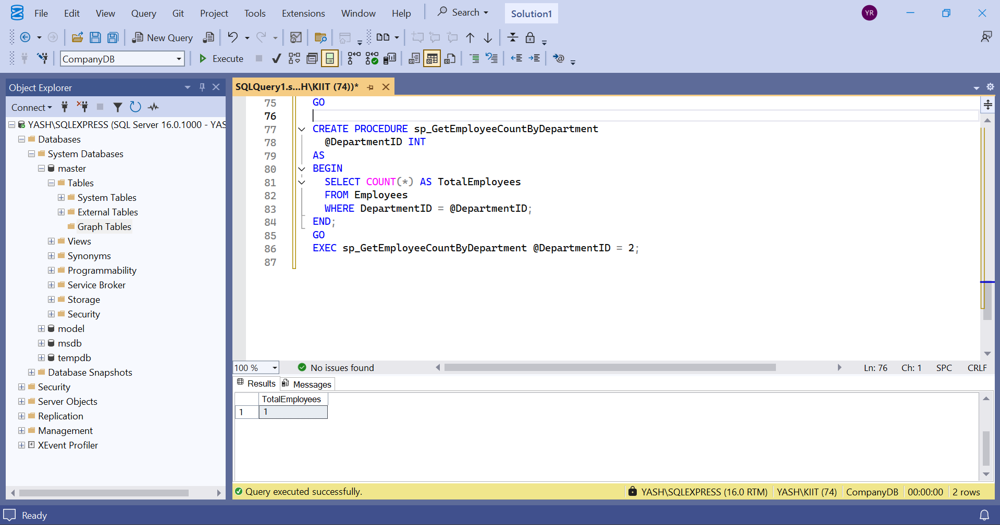 File Edit View Query Git Project Tools Extensions Window Help Search Solution1 YR
New Query
CompanyDB Execute
Object Explorer
Connect
YASH\SQLEXPRESS (SQL Server 16.0.1000 - YAS
Databases
System Databases
master
Tables
System Tables
External Tables
Graph Tables
Views
Synonyms
Programmability
Service Broker
Storage
Security
model
msdb
tempdb
Database Snapshots
Security
Server Objects
Replication
Management
XEvent Profiler
SQLQuery1.s...H\KIIT (74))*
75 GO
76
77 CREATE PROCEDURE sp_GetEmployeeCountByDepartment
78 @DepartmentID INT
79 AS
80 BEGIN
81 SELECT COUNT(*) AS TotalEmployees
82 FROM Employees
83 WHERE DepartmentID = @DepartmentID;
84 END;
85 GO
86 EXEC sp_GetEmployeeCountByDepartment @DepartmentID = 2;
87
100 % No issues found Ln: 76 Ch: 1 SPC CRLF
Results Messages
TotalEmployees
1 1
Query executed successfully. YASH\SQLEXPRESS (16.0 RTM) YASH\KIIT (74) CompanyDB 00:00:00 2 rows
Ready